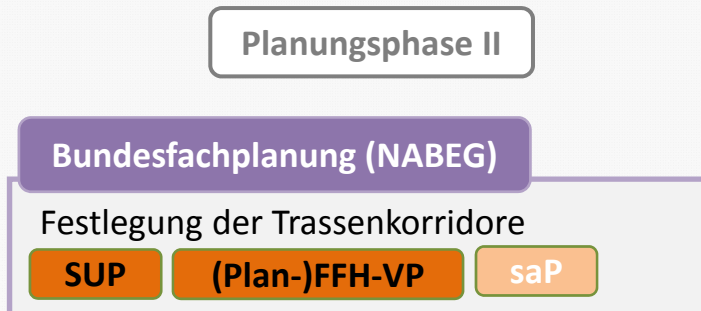 Planungsphase II
Bundesfachplanung (NABEG)
Festlegung der Trassenkorridore
SUP (Plan-)FFH-VP saP